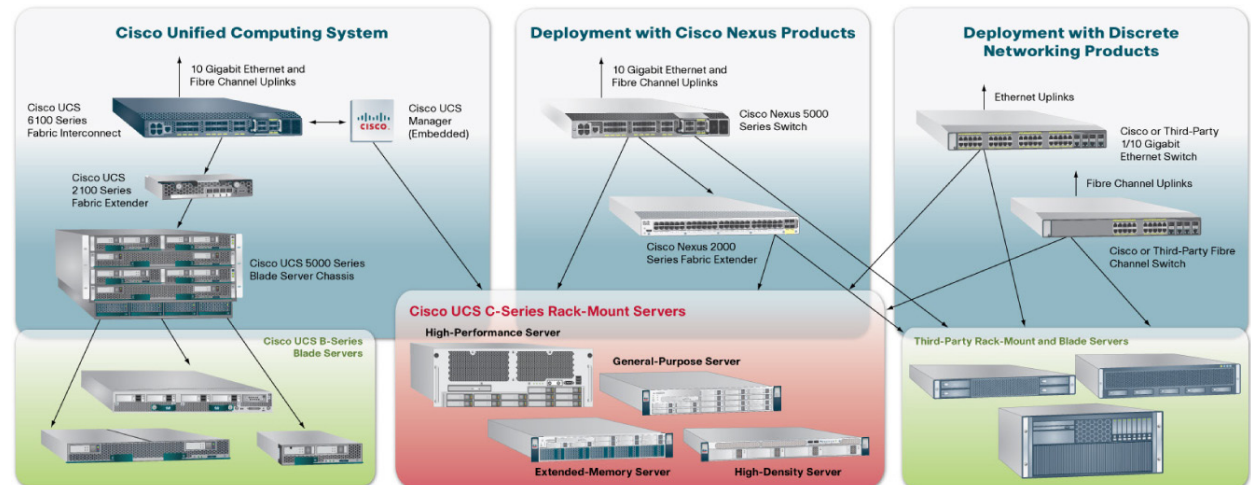 Cisco Unified Computing System
10 Gigabit Ethernet and
Fibre Channel Uplinks
Cisco UCS
6100 Series
Fabric Interconnect
CISCO.
Cisco UCS
Manager
(Embedded)
Cisco UCS
2100 Series
Fabric Extender
Cisco UCS 5000 Series
Blade Server Chassis
Cisco UCS B-Series
Blade Servers
Deployment with Cisco Nexus Products
10 Gigabit Ethernet and
Fibre Channel Uplinks
Cisco Nexus 5000
Series Switch
Cisco Nexus 2000
Series Fabric Extender
Cisco UCS C-Series Rack-Mount Servers
High-Performance Server
General-Purpose Server
Extended-Memory Server
High-Density Server
Deployment with Discrete
Networking Products
Ethernet Uplinks
Cisco or Third-Party
1/10 Gigabit
Ethernet Switch
Fibre Channel Uplinks
Cisco or Third-Party Fibre
Channel Switch
Third-Party Rack-Mount and Blade Servers